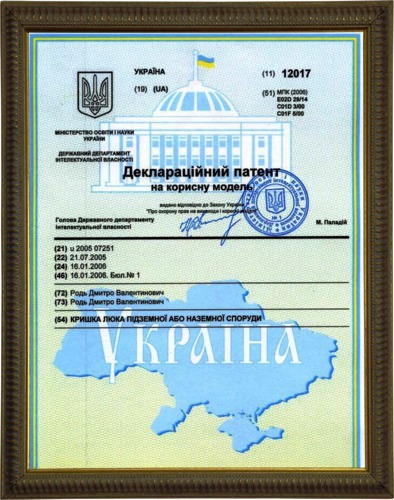 УКРАЇНА
(19) (UA)
(11) 12017
(51) МПК (2006)
E02D 29/14
C01D 3/00
C01F 5/00
МІНІСТЕРСТВО ОСВІТИ І НАУКИ
УКРАЇНИ
ДЕРЖАВНИЙ ДЕПАРТАМЕНТ
ІНТЕЛЕКТУАЛЬНОЇ ВЛАСНОСТІ
Деклараційний патент
на корисну модель
видано відповідно до Закону України
"Про охорону прав на винаходи і корисні моделі"
Голова Державного департаменту
інтелектуальної власності
М. Паладій
(21) u 2005 07251
(22) 21.07.2005
(24) 16.01.2006
(46) 16.01.2006. Бюл.№ 1
(72) Родь Дмитро Валентинович
(73) Родь Дмитро Валентинович
(54) КРИШКА ЛЮКА ПІДЗЕМНОЇ АБО НАЗЕМНОЇ СПОРУДИ
УКРАЇНА